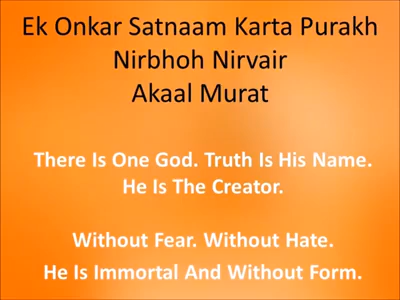 Ek Onkar Satnaam Karta Purakh
Nirbhoh Nirvair
Akaal Murat
There Is One God. Truth Is His Name.
He Is The Creator.
Without Fear. Without Hate.
He Is Immortal And Without Form.